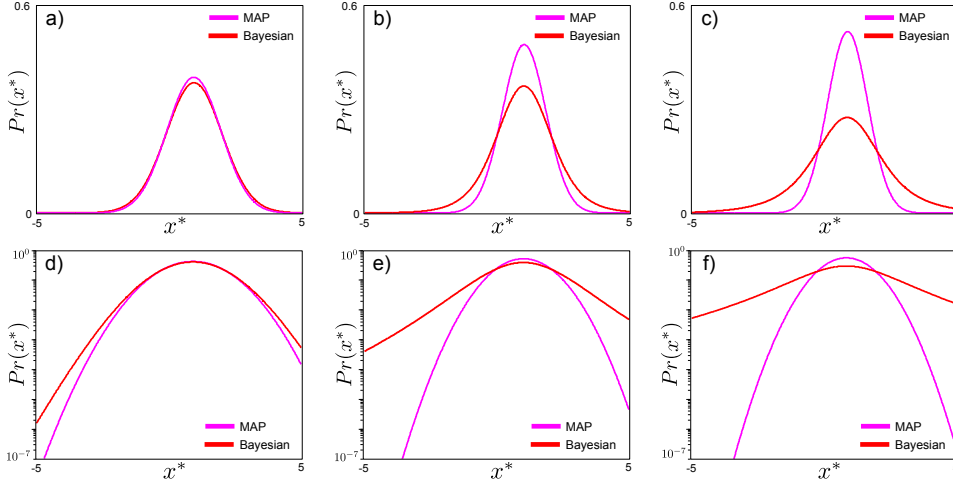 a)
0.6
MAP
Bayesian
Pr(x*)
0
-5
x*
5
b)
0.6
MAP
Bayesian
Pr(x*)
0
-5
x*
5
c)
0.6
MAP
Bayesian
Pr(x*)
0
-5
x*
5
d)
10^0
Pr(x*)
10^-7
MAP
Bayesian
-5
x*
5
e)
10^0
Pr(x*)
10^-7
MAP
Bayesian
-5
x*
5
f)
10^0
Pr(x*)
10^-7
MAP
Bayesian
-5
x*